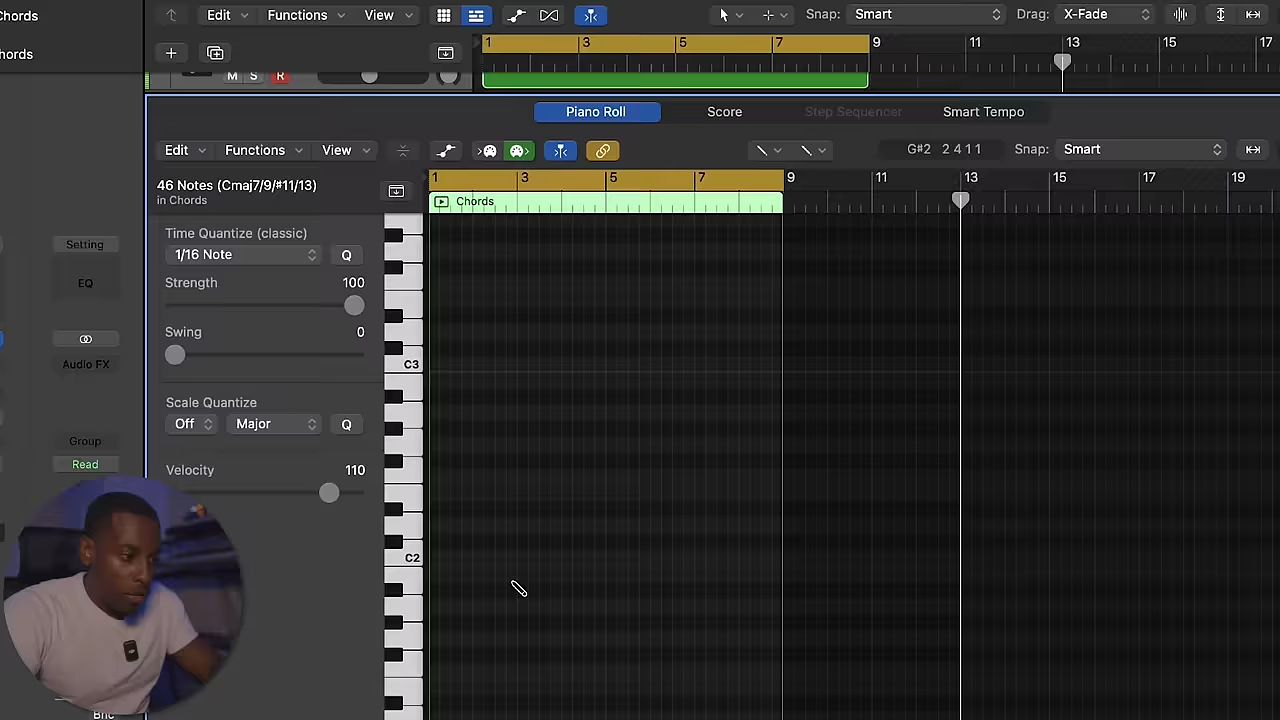 Chords
Edit Functions View Snap: Smart Drag: X-Fade
hords
1 3 5 7 9 11 13 15 17
M S R
Piano Roll Score Step Sequencer Smart Tempo
Edit Functions View G#2 2 4 1 1 Snap: Smart
1 3 5 7 9 11 13 15 17 19
46 Notes (Cmaj7/9/#11/13)
in Chords
Chords
Time Quantize (classic)
1/16 Note Q
Strength 100
Swing 0
Scale Quantize
Off Major Q
Velocity 110
C3
C2
Setting
EQ
Audio FX
Group
Read
Bnc